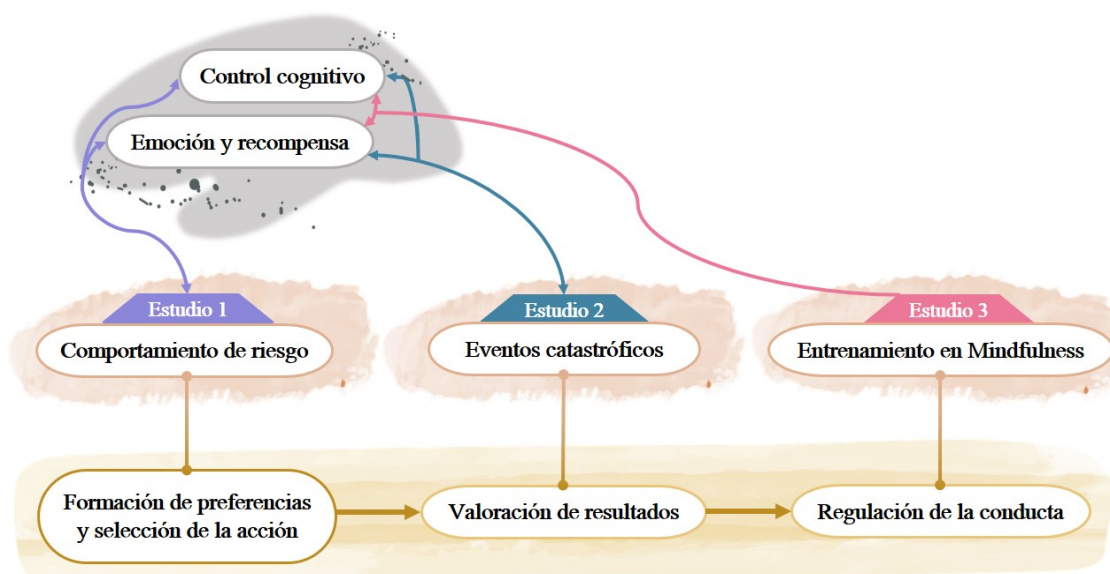 Control cognitivo
Emoción y recompensa
Estudio 1
Comportamiento de riesgo
Estudio 2
Eventos catastróficos
Estudio 3
Entrenamiento en Mindfulness
Formación de preferencias
y selección de la acción
Valoración de resultados
Regulación de la conducta